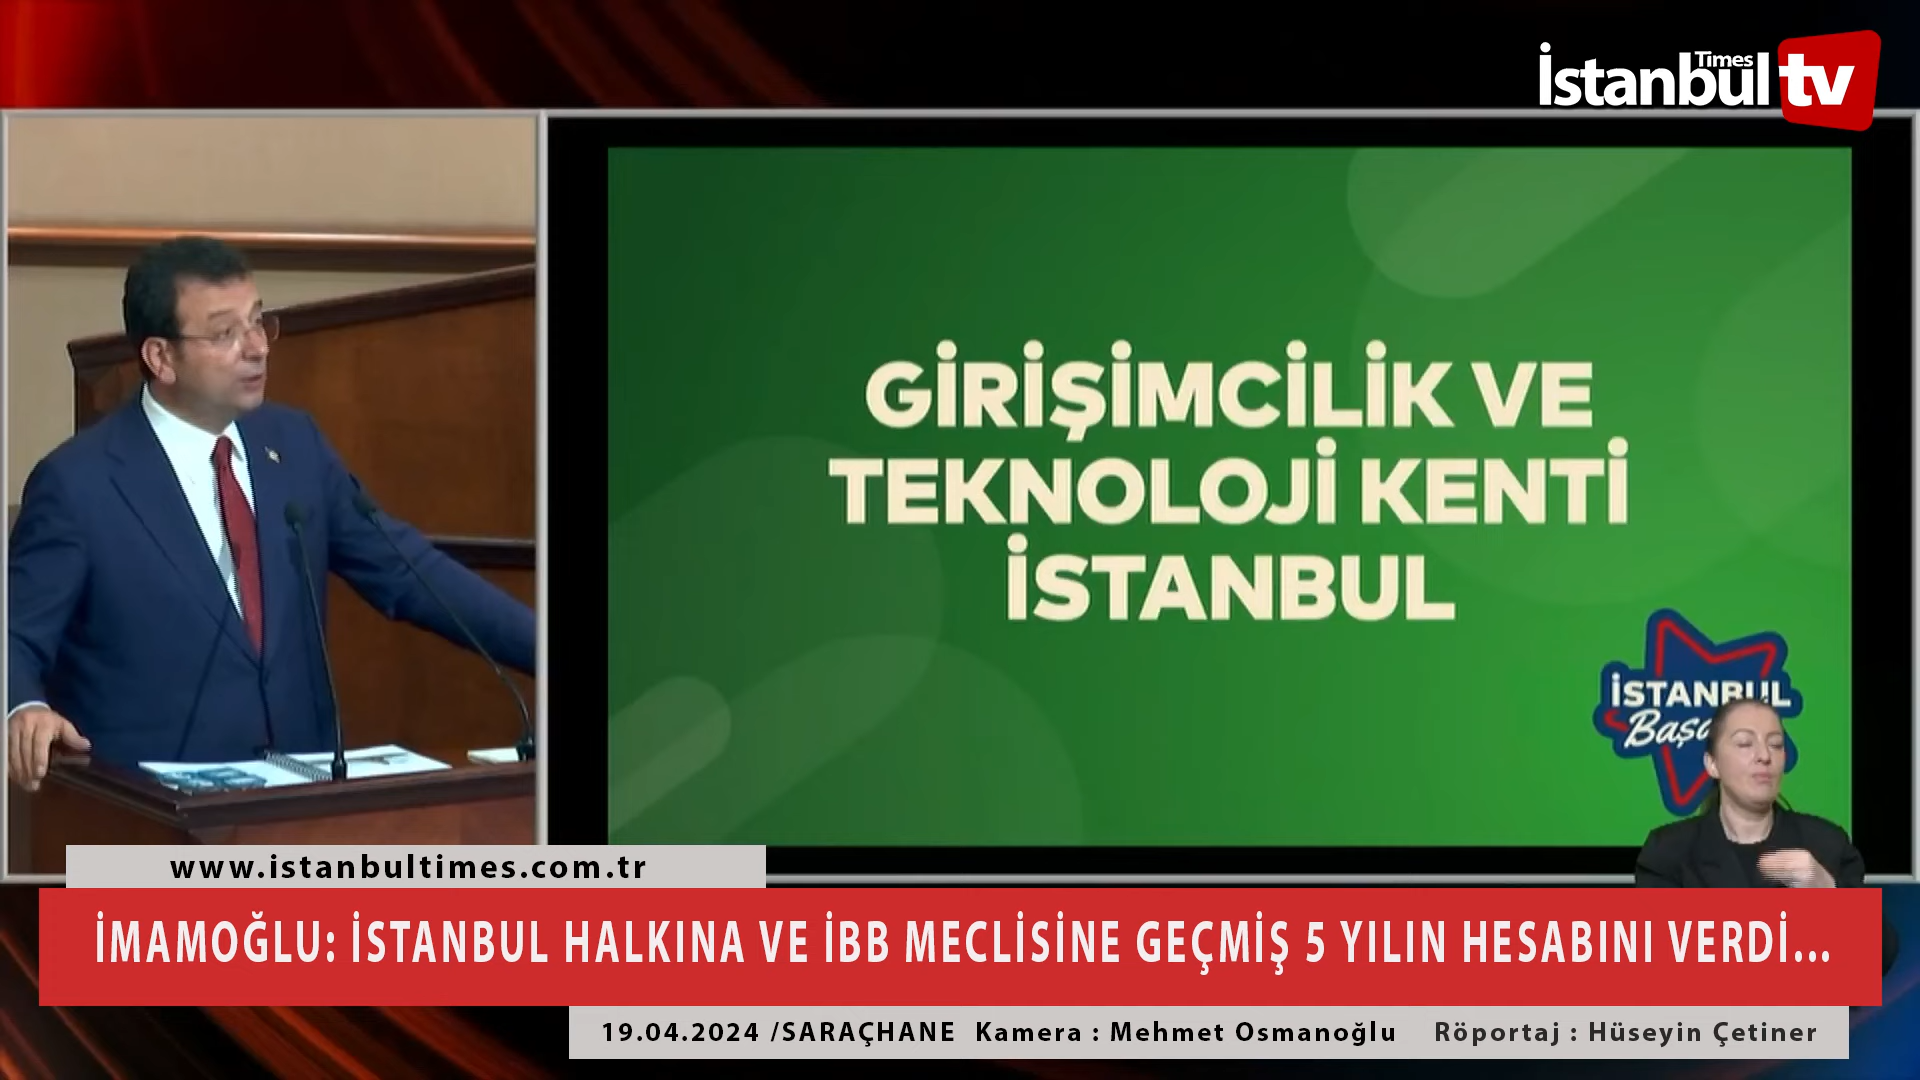 İstanbul Times tv
GİRİŞİMCİLİK VE
TEKNOLOJİ KENTİ
İSTANBUL
İSTANBUL
www.istanbultimes.com.tr
İMAMOĞLU: İSTANBUL HALKINA VE İBB MECLİSİNE GEÇMİŞ 5 YILIN HESABINI VERDİ...
19.04.2024 /SARAÇHANE Kamera : Mehmet Osmanoğlu Röportaj : Hüseyin Çetiner